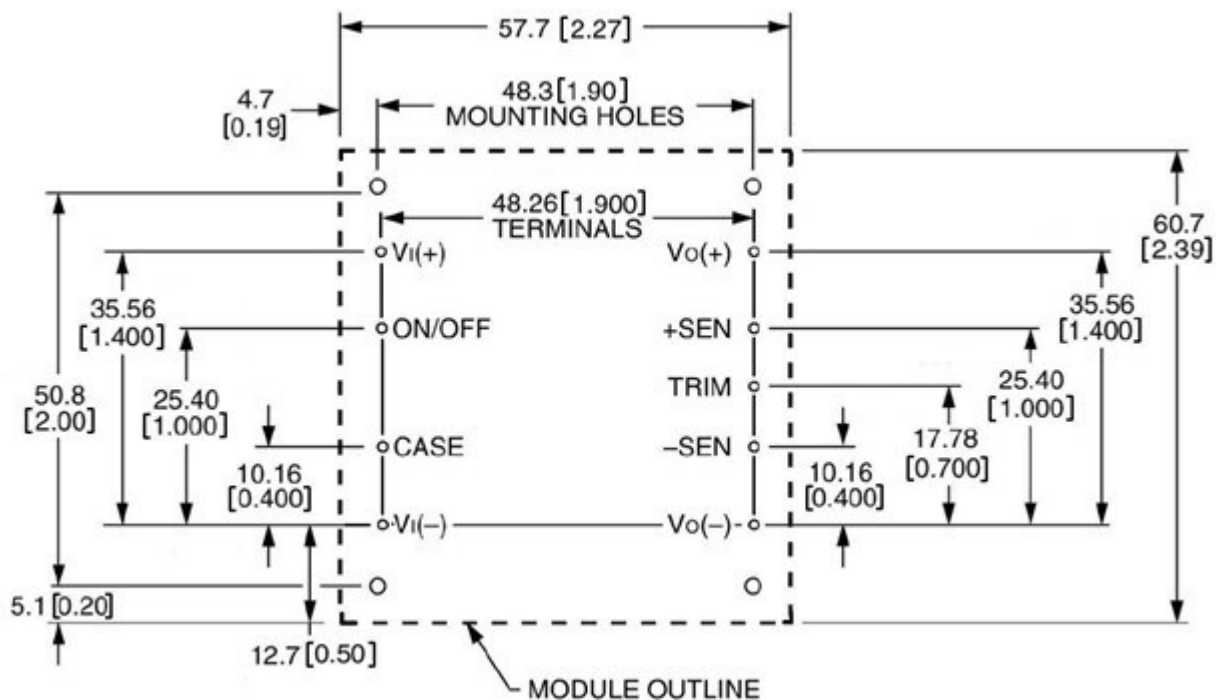 57.7 [2.27]
4.7
[0.19]
48.3[1.90]
MOUNTING HOLES
48.26[1.900]
TERMINALS
60.7
[2.39]
VI(+)
VO(+)
35.56
[1.400]
35.56
[1.400]
ON/OFF
+SEN
TRIM
50.8
[2.00]
25.40
[1.000]
25.40
[1.000]
CASE
–SEN
17.78
[0.700]
10.16
[0.400]
10.16
[0.400]
VI(–)
VO(–)
5.1 [0.20]
12.7 [0.50]
MODULE OUTLINE